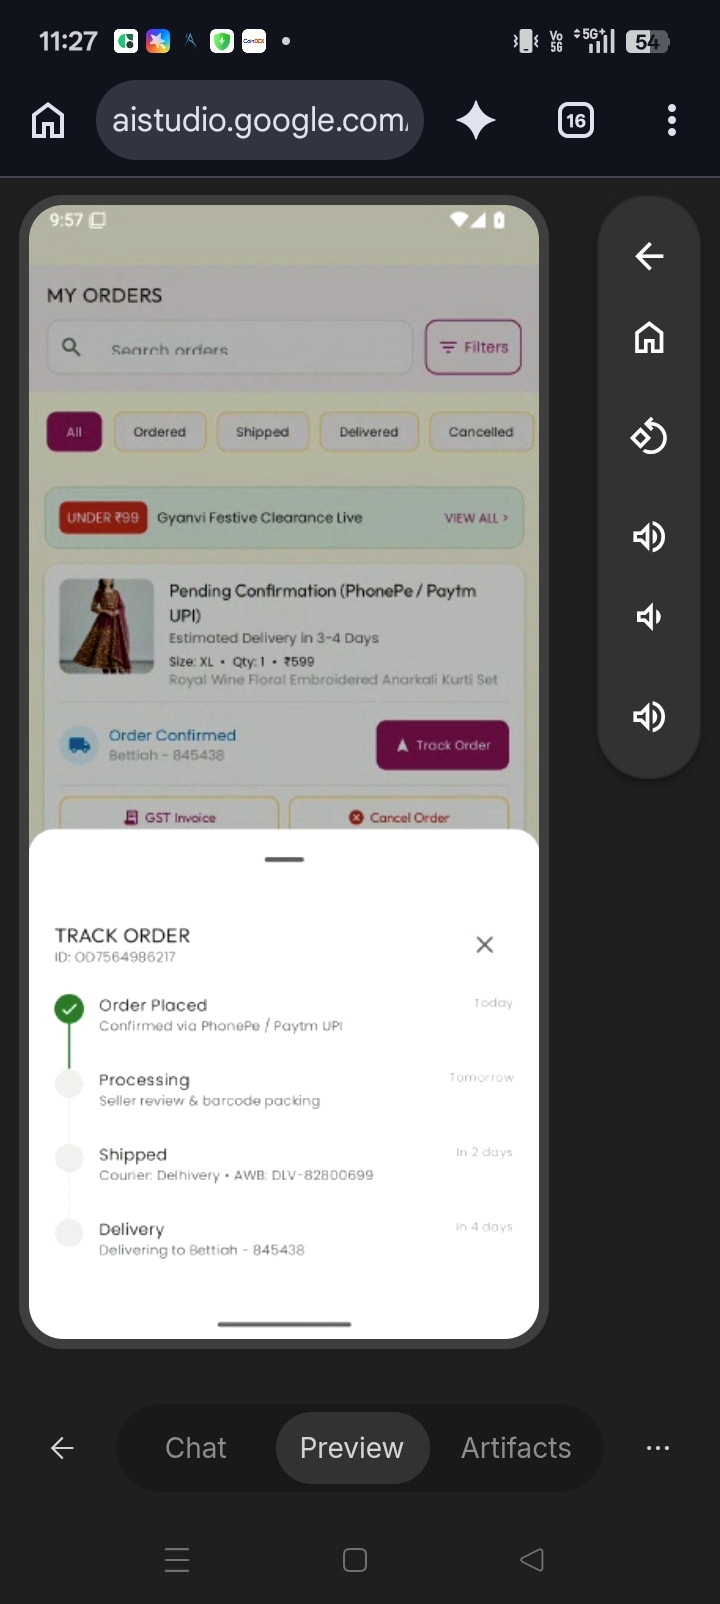 11:27
Vo 5G
5G+
54
aistudio.google.com/
16
9:57
MY ORDERS
Search orders
Filters
All
Ordered
Shipped
Delivered
Cancelled
UNDER ₹99
Gyanvi Festive Clearance Live
VIEW ALL >
Pending Confirmation (PhonePe / Paytm
UPI)
Estimated Delivery in 3-4 Days
Size: XL • Qty: 1 • ₹599
Royal Wine Floral Embroidered Anarkali Kurti Set
Order Confirmed
Bettiah - 845438
Track Order
GST Invoice
Cancel Order
TRACK ORDER
ID: OD7564986217
Order Placed
Today
Confirmed via PhonePe / Paytm UPI
Processing
Tomorrow
Seller review & barcode packing
Shipped
In 2 days
Courier: Delhivery • AWB: DLV-82800699
Delivery
In 4 days
Delivering to Bettiah - 845438
Chat
Preview
Artifacts